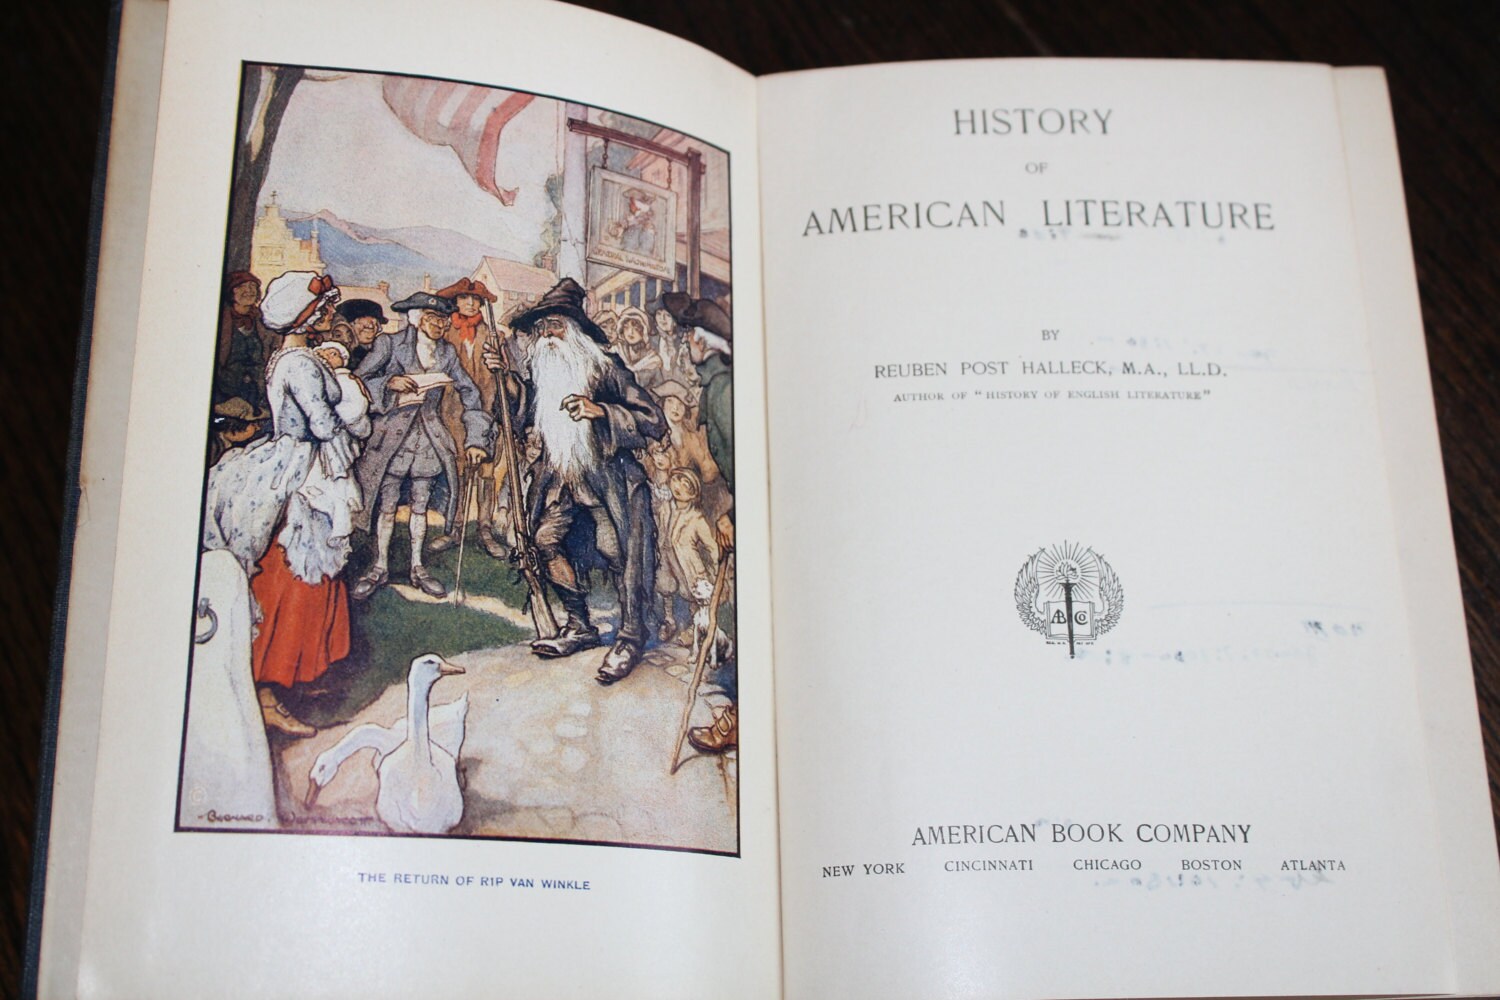 THE RETURN OF RIP VAN WINKLE
HISTORY
OF
AMERICAN LITERATURE
BY
REUBEN POST HALLECK, M.A., LL.D.
AUTHOR OF "HISTORY OF ENGLISH LITERATURE"
ABCo
AMERICAN BOOK COMPANY
NEW YORK CINCINNATI CHICAGO BOSTON ATLANTA